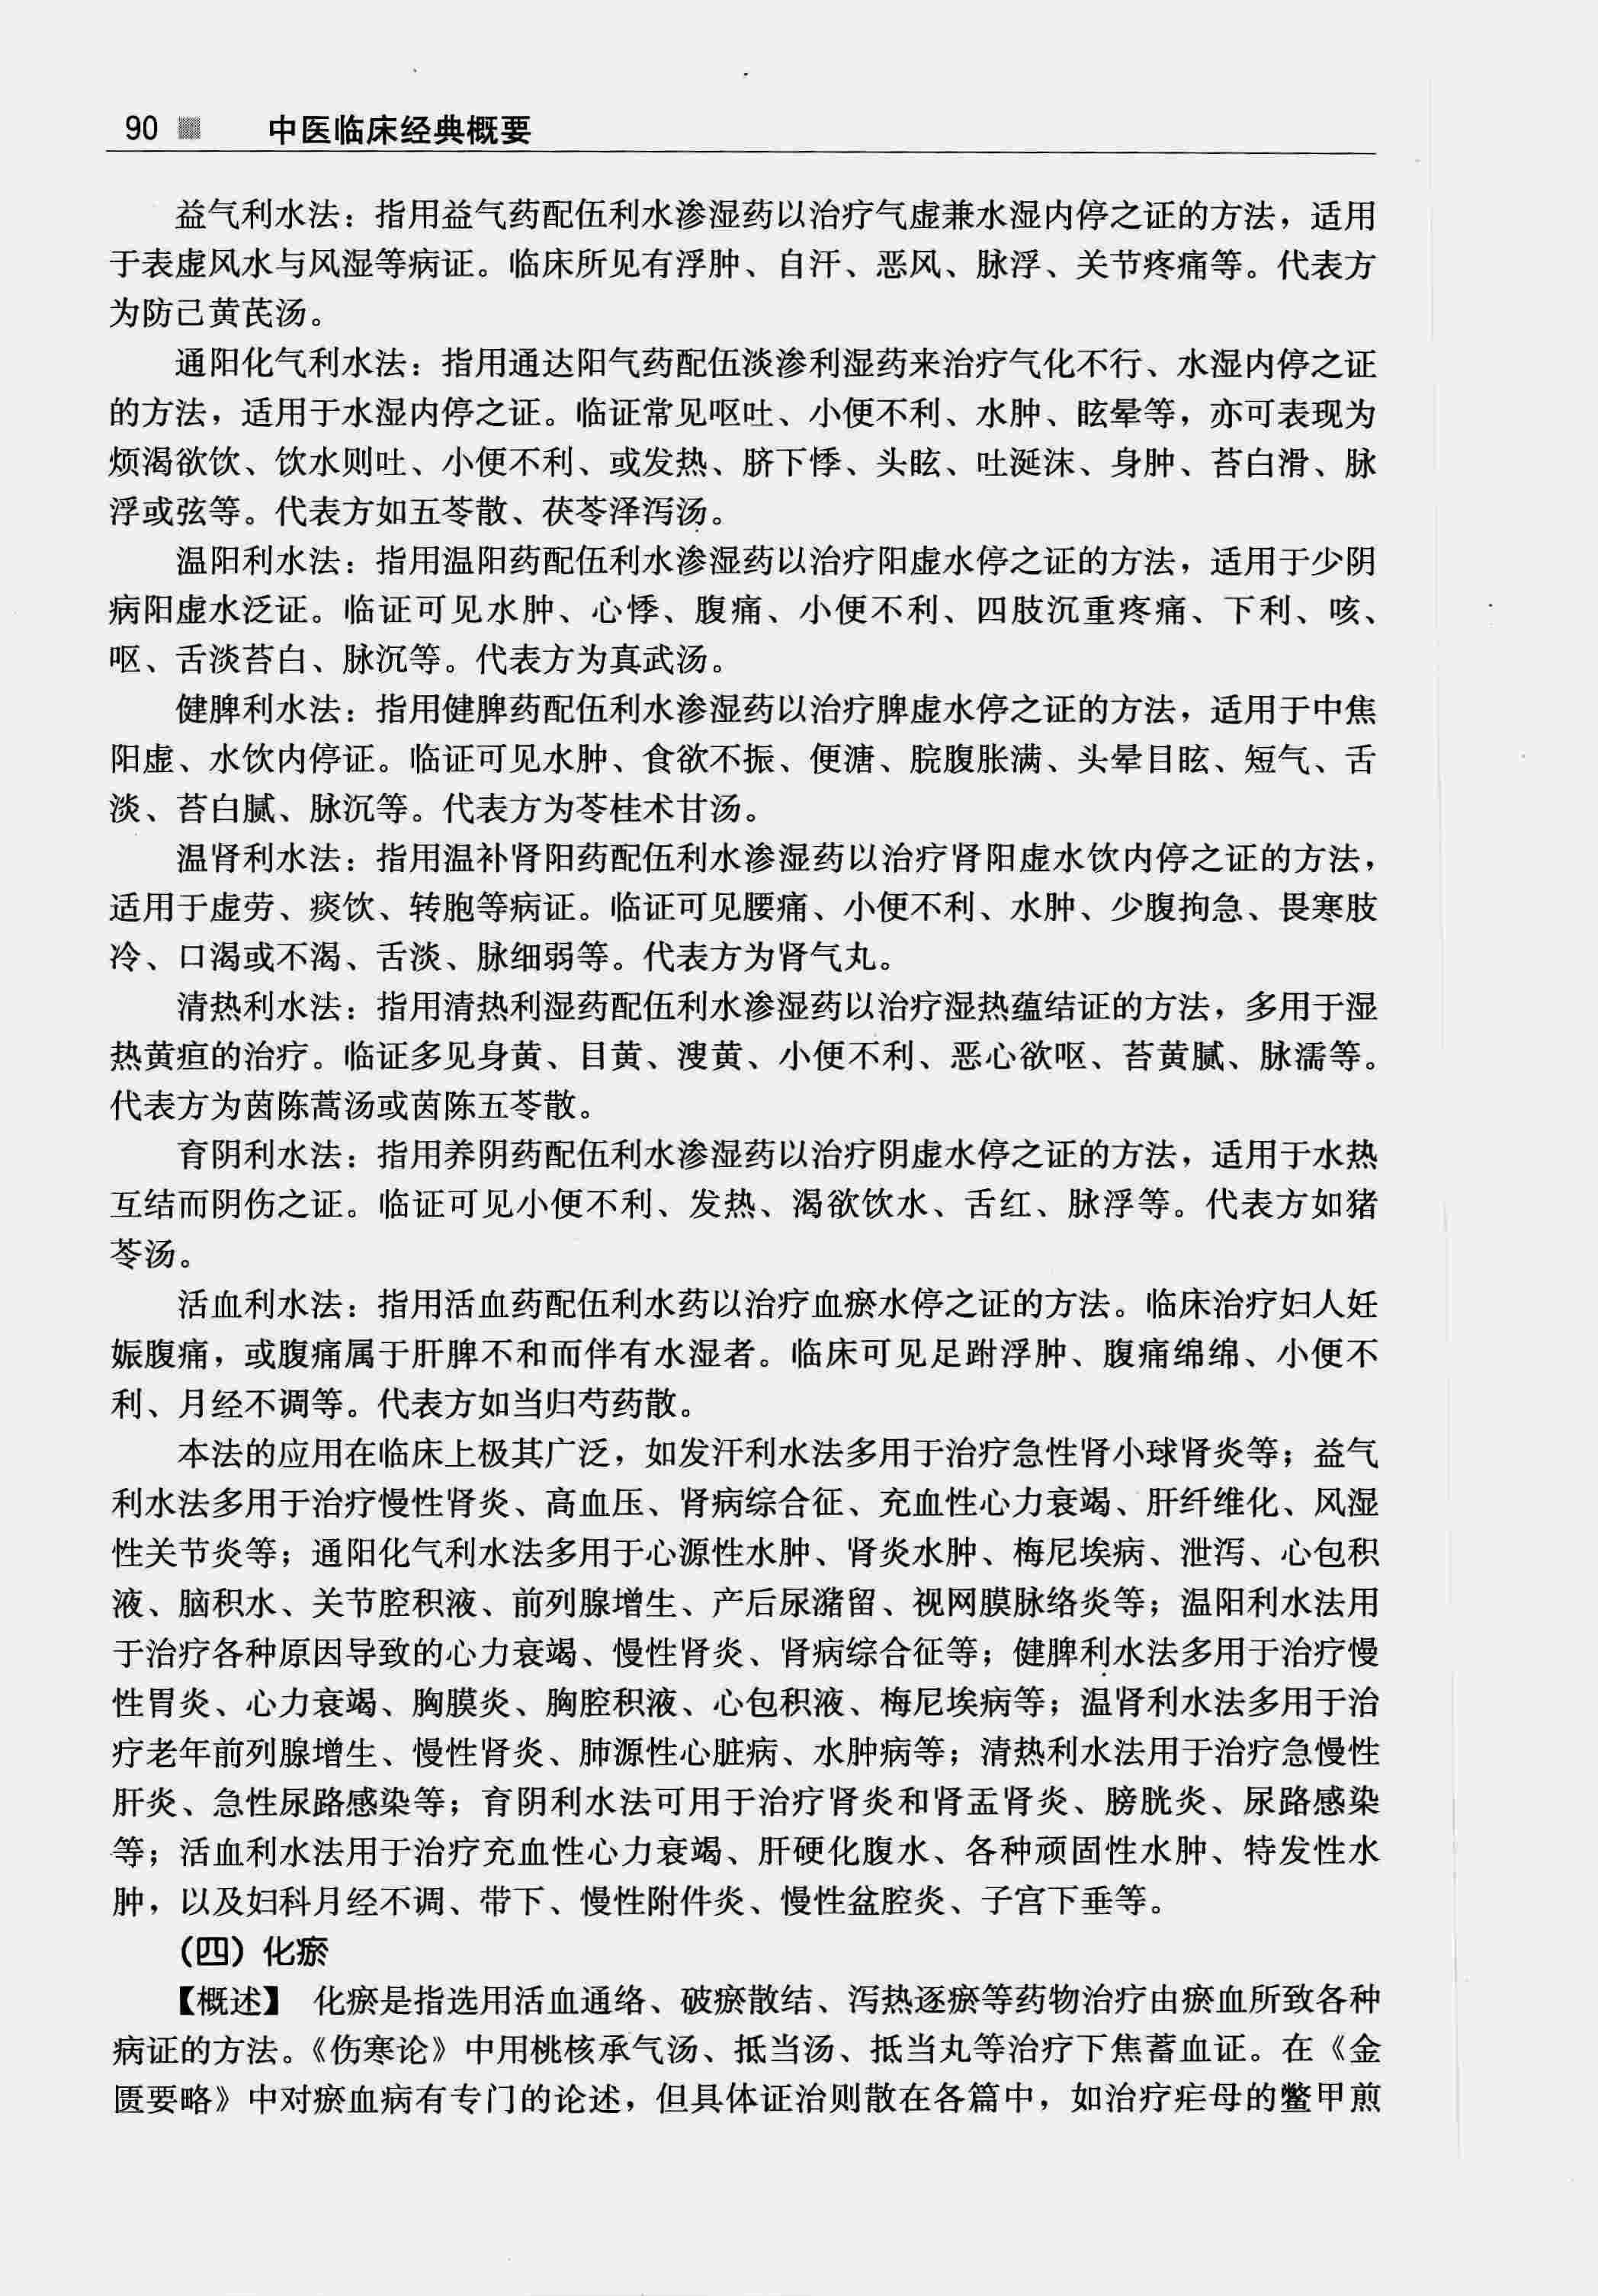 90 中医临床经典概要
益气利水法：指用益气药配伍利水渗湿药以治疗气虚兼水湿内停之证的方法，适用
于表虚风水与风湿等病证。临床所见有浮肿、自汗、恶风、脉浮、关节疼痛等。代表方
为防己黄芪汤。
通阳化气利水法：指用通达阳气药配伍淡渗利湿药来治疗气化不行、水湿内停之证
的方法，适用于水湿内停之证。临证常见呕吐、小便不利、水肿、眩晕等，亦可表现为
烦渴欲饮、饮水则吐、小便不利、或发热、脐下悸、头眩、吐涎沫、身肿、苔白滑、脉
浮或弦等。代表方如五苓散、茯苓泽泻汤。
温阳利水法：指用温阳药配伍利水渗湿药以治疗阳虚水停之证的方法，适用于少阴
病阳虚水泛证。临证可见水肿、心悸、腹痛、小便不利、四肢沉重疼痛、下利、咳、
呕、舌淡苔白、脉沉等。代表方为真武汤。
健脾利水法：指用健脾药配伍利水渗湿药以治疗脾虚水停之证的方法，适用于中焦
阳虚、水饮内停证。临证可见水肿、食欲不振、便溏、脘腹胀满、头晕目眩、短气、舌
淡、苔白腻、脉沉等。代表方为苓桂术甘汤。
温肾利水法：指用温补肾阳药配伍利水渗湿药以治疗肾阳虚水饮内停之证的方法，
适用于虚劳、痰饮、转胞等病证。临证可见腰痛、小便不利、水肿、少腹拘急、畏寒肢
冷、口渴或不渴、舌淡、脉细弱等。代表方为肾气丸。
清热利水法：指用清热利湿药配伍利水渗湿药以治疗湿热蕴结证的方法，多用于湿
热黄疸的治疗。临证多见身黄、目黄、溲黄、小便不利、恶心欲呕、苔黄腻、脉濡等。
代表方为茵陈蒿汤或茵陈五苓散。
育阴利水法：指用养阴药配伍利水渗湿药以治疗阴虚水停之证的方法，适用于水热
互结而阴伤之证。临证可见小便不利、发热、渴欲饮水、舌红、脉浮等。代表方如猪
苓汤。
活血利水法：指用活血药配伍利水药以治疗血瘀水停之证的方法。临床治疗妇人妊
娠腹痛，或腹痛属于肝脾不和而伴有水湿者。临床可见足跗浮肿、腹痛绵绵、小便不
利、月经不调等。代表方如当归芍药散。
本法的应用在临床上极其广泛，如发汗利水法多用于治疗急性肾小球肾炎等；益气
利水法多用于治疗慢性肾炎、高血压、肾病综合征、充血性心力衰竭、肝纤维化、风湿
性关节炎等；通阳化气利水法多用于心源性水肿、肾炎水肿、梅尼埃病、泄泻、心包积
液、脑积水、关节腔积液、前列腺增生、产后尿潴留、视网膜脉络炎等；温阳利水法用
于治疗各种原因导致的心力衰竭、慢性肾炎、肾病综合征等；健脾利水法多用于治疗慢
性胃炎、心力衰竭、胸膜炎、胸腔积液、心包积液、梅尼埃病等；温肾利水法多用于治
疗老年前列腺增生、慢性肾炎、肺源性心脏病、水肿病等；清热利水法用于治疗急慢性
肝炎、急性尿路感染等；育阴利水法可用于治疗肾炎和肾盂肾炎、膀胱炎、尿路感染
等；活血利水法用于治疗充血性心力衰竭、肝硬化腹水、各种顽固性水肿、特发性水
肿，以及妇科月经不调、带下、慢性附件炎、慢性盆腔炎、子宫下垂等。
（四）化瘀
【概述】 化瘀是指选用活血通络、破瘀散结、泻热逐瘀等药物治疗由瘀血所致各种
病证的方法。《伤寒论》中用桃核承气汤、抵当汤、抵当丸等治疗下焦蓄血证。在《金
匮要略》中对瘀血病有专门的论述，但具体证治则散在各篇中，如治疗疟母的鳖甲煎